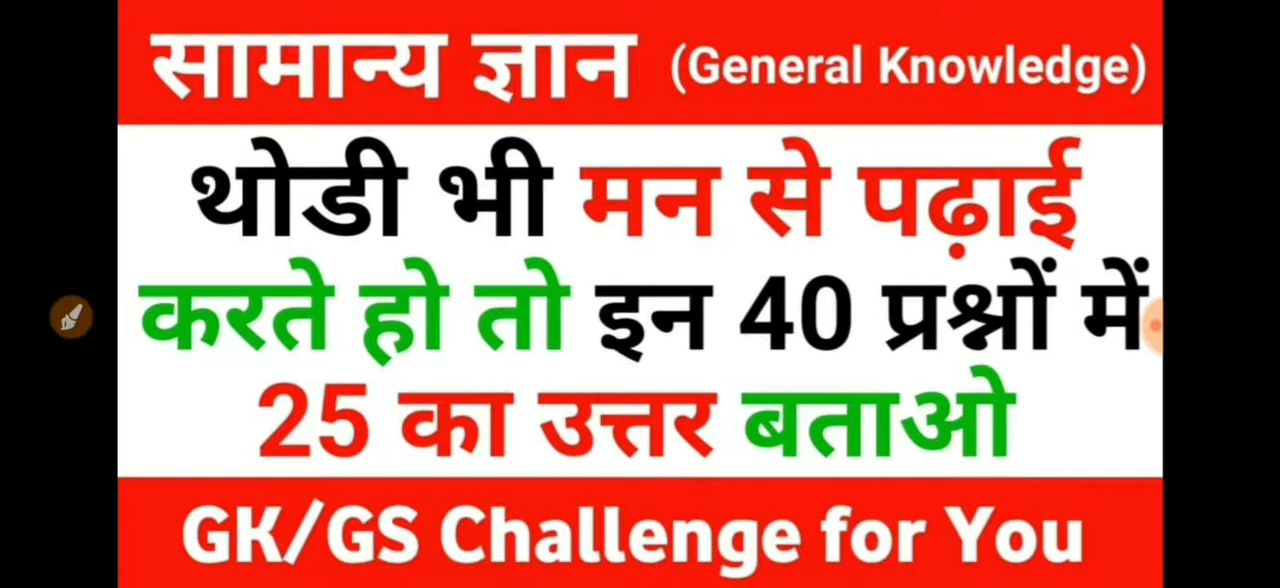 सामान्य ज्ञान (General Knowledge)
थोडी भी मन से पढ़ाई
करते हो तो इन 40 प्रश्नों में
25 का उत्तर बताओ
GK/GS Challenge for You